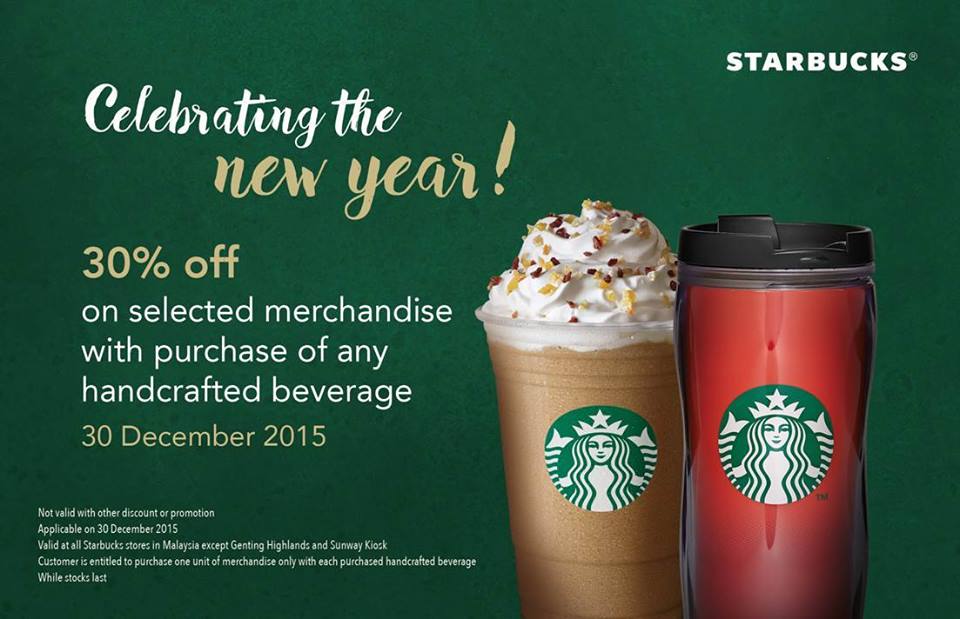 STARBUCKS®
Celebrating the
new year!
30% off
on selected merchandise
with purchase of any
handcrafted beverage
30 December 2015
Not valid with other discount or promotion
Applicable on 30 December 2015
Valid at all Starbucks stores in Malaysia except Genting Highlands and Sunway Kiosk
Customer is entitled to purchase one unit of merchandise only with each purchased handcrafted beverage
While stocks last
TM